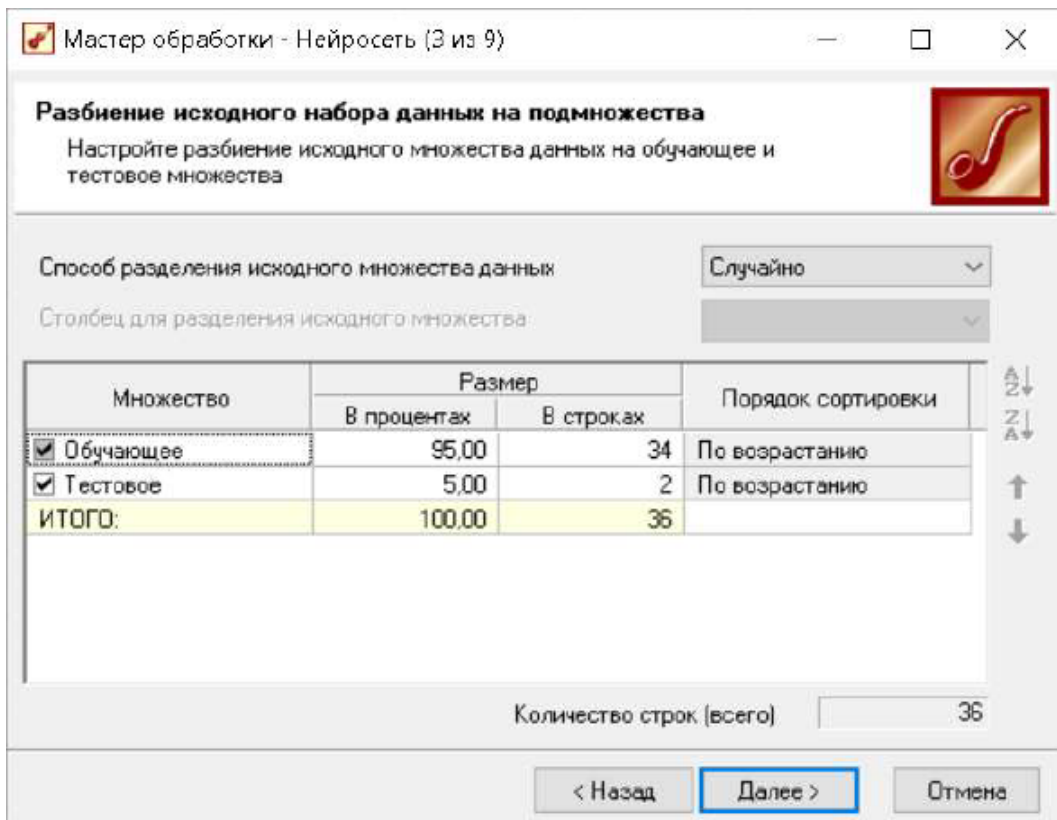 Мастер обработки - Нейросеть (3 из 9)
Разбиение исходного набора данных на подмножества
Настройте разбиение исходного множества данных на обучающее и
тестовое множества
Способ разделения исходного множества данных Случайно
Столбец для разделения исходного множества
Множество Размер Порядок сортировки
В процентах В строках
Обучающее 95,00 34 По возрастанию
Тестовое 5,00 2 По возрастанию
ИТОГО: 100,00 36
Количество строк (всего) 36
< Назад Далее > Отмена